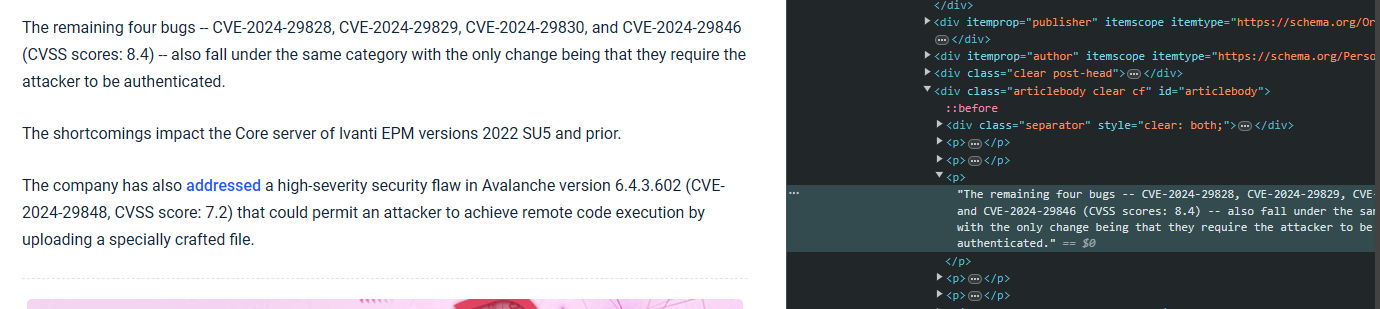 The remaining four bugs -- CVE-2024-29828, CVE-2024-29829, CVE-2024-29830, and CVE-2024-29846
(CVSS scores: 8.4) -- also fall under the same category with the only change being that they require the
attacker to be authenticated.
The shortcomings impact the Core server of Ivanti EPM versions 2022 SU5 and prior.
The company has also addressed a high-severity security flaw in Avalanche version 6.4.3.602 (CVE-
2024-29848, CVSS score: 7.2) that could permit an attacker to achieve remote code execution by
uploading a specially crafted file.
</div>
<div itemprop="publisher" itemscope itemtype="https://schema.org/Or
</div>
<div itemprop="author" itemscope itemtype="https://schema.org/Perso
<div class="clear post-head">…</div>
<div class="articlebody clear cf" id="articlebody">
::before
<div class="separator" style="clear: both;">…</div>
<p>…</p>
<p>…</p>
<p>
"The remaining four bugs -- CVE-2024-29828, CVE-2024-29829, CVE-
and CVE-2024-29846 (CVSS scores: 8.4) -- also fall under the sa
with the only change being that they require the attacker to be
authenticated." == $0
</p>
<p>…</p>
<p>…</p>